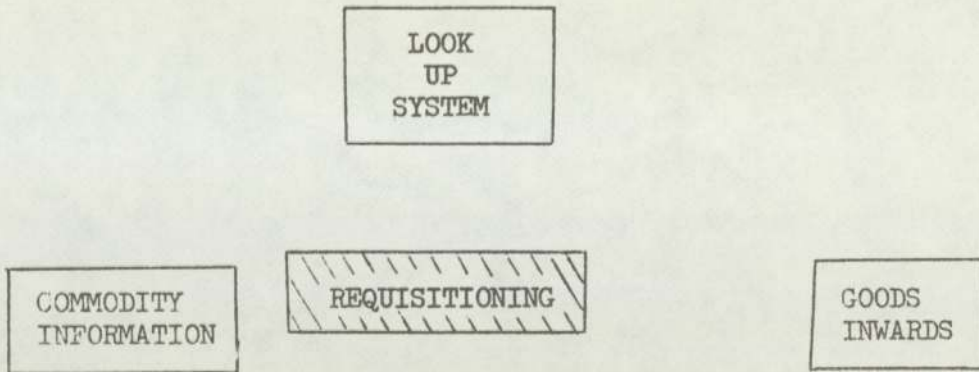 LOOK
UP
SYSTEM
COMMODITY
INFORMATION
REQUISITIONING
GOODS
INWARDS